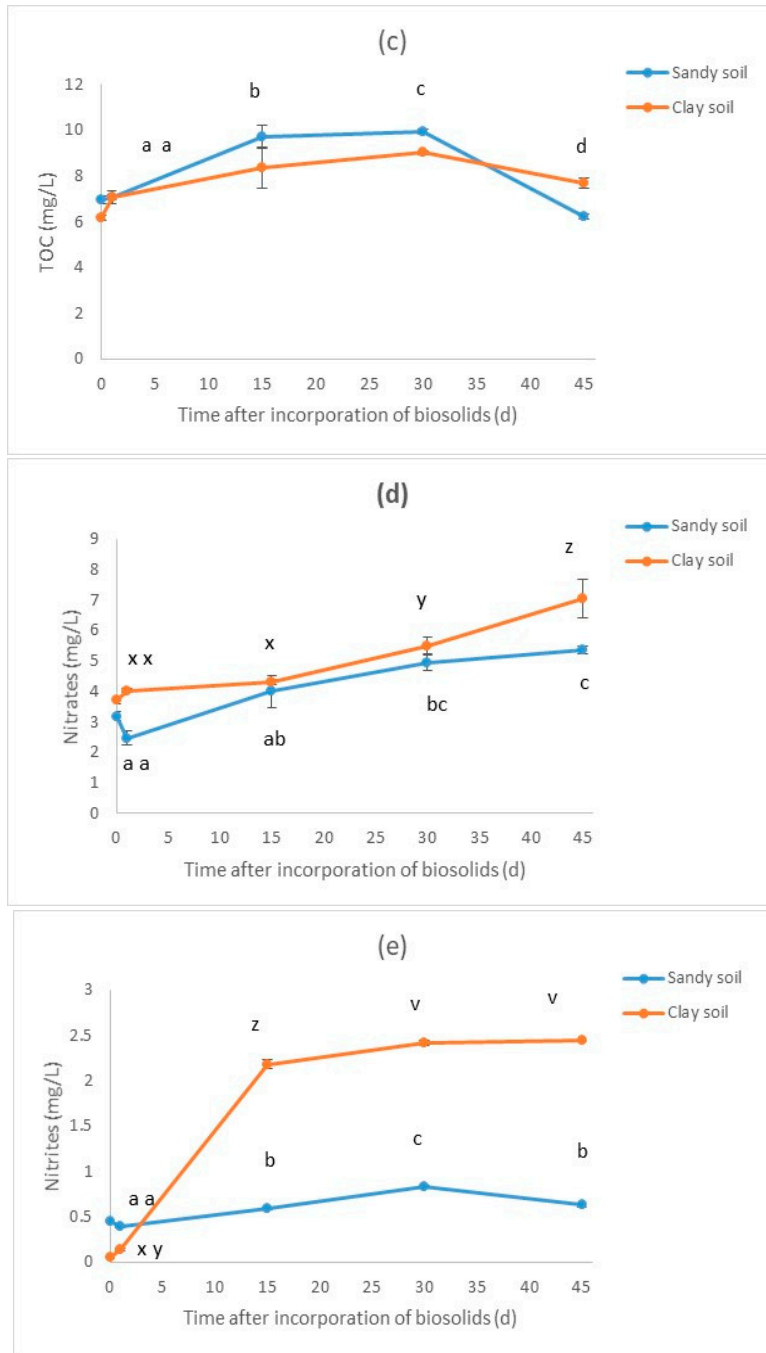 (c)
Sandy soil
Clay soil
TOC (mg/L)
12
10
8
6
4
2
0
a a
b
c
d
0 5 10 15 20 25 30 35 40 45
Time after incorporation of biosolids (d)
(d)
Sandy soil
Clay soil
Nitrates (mg/L)
9
8
7
6
5
4
3
2
1
0
x x
x
y
z
a a
ab
bc
c
0 5 10 15 20 25 30 35 40 45
Time after incorporation of biosolids (d)
(e)
Sandy soil
Clay soil
Nitrites (mg/L)
3
2.5
2
1.5
1
0.5
0
z
v
v
a a
b
c
b
x y
0 5 10 15 20 25 30 35 40 45
Time after incorporation of biosolids (d)